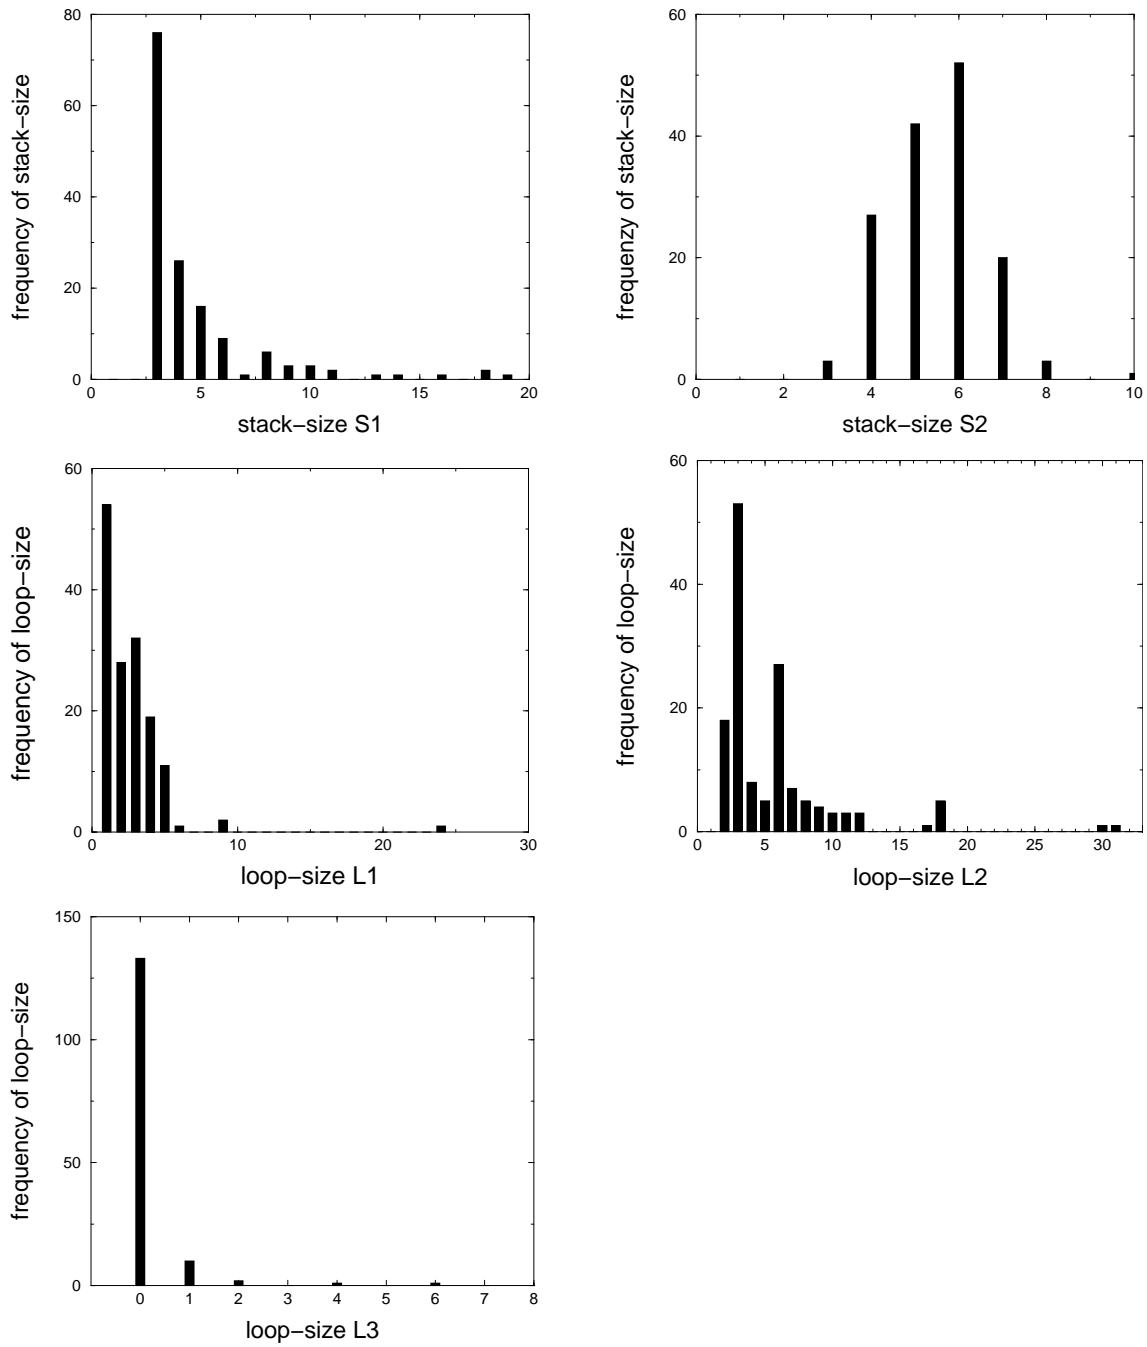 80
60
40
20
0
frequency of stack−size
0 5 10 15 20
stack−size S1
60
40
20
0
frequenzy of stack−size
0 2 4 6 8 10
stack−size S2
60
40
20
0
frequency of loop−size
0 10 20 30
loop−size L1
60
40
20
0
frequency of loop−size
0 5 10 15 20 25 30
loop−size L2
150
100
50
0
frequency of loop−size
0 1 2 3 4 5 6 7 8
loop−size L3